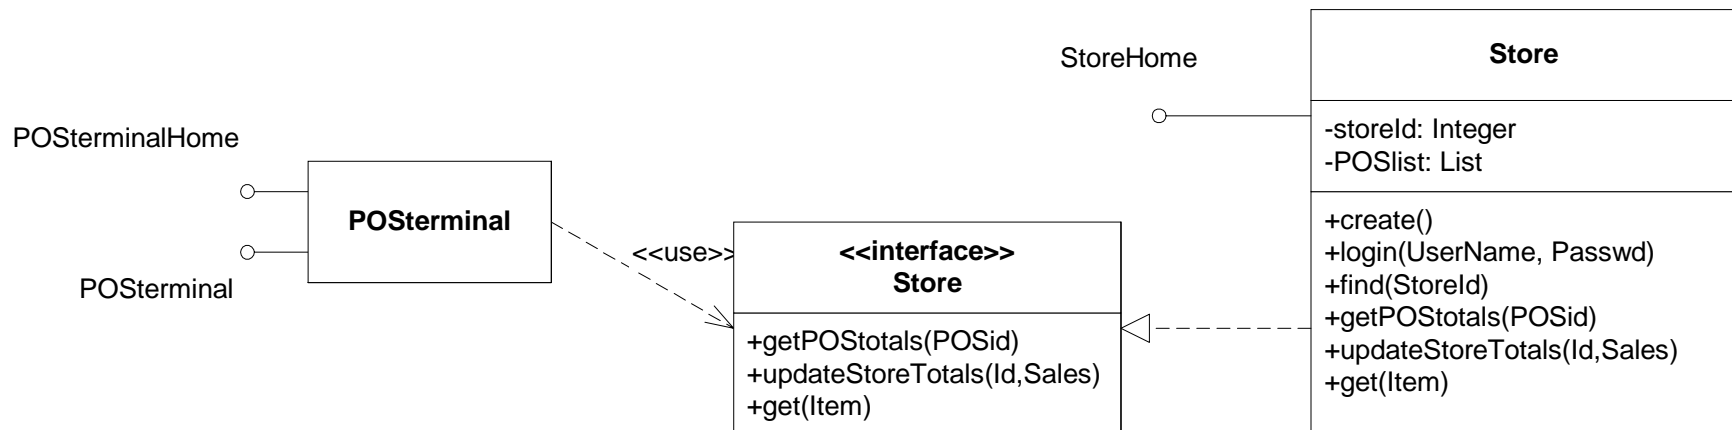 POSterminalHome
POSterminal
POSterminal
<<use>>
<<interface>>
Store
+getPOStotals(POSid)
+updateStoreTotals(Id,Sales)
+get(Item)
StoreHome
Store
-storeId: Integer
-POSlist: List
+create()
+login(UserName, Passwd)
+find(StoreId)
+getPOStotals(POSid)
+updateStoreTotals(Id,Sales)
+get(Item)